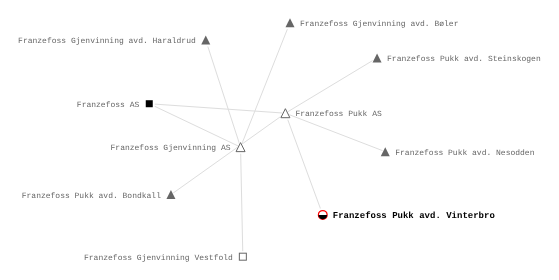 Franzefoss Gjenvinning avd. Bøler
Franzefoss Gjenvinning avd. Haraldrud
Franzefoss Pukk avd. Steinskogen
Franzefoss AS
Franzefoss Pukk AS
Franzefoss Gjenvinning AS
Franzefoss Pukk avd. Nesodden
Franzefoss Pukk avd. Bondkall
Franzefoss Pukk avd. Vinterbro
Franzefoss Gjenvinning Vestfold